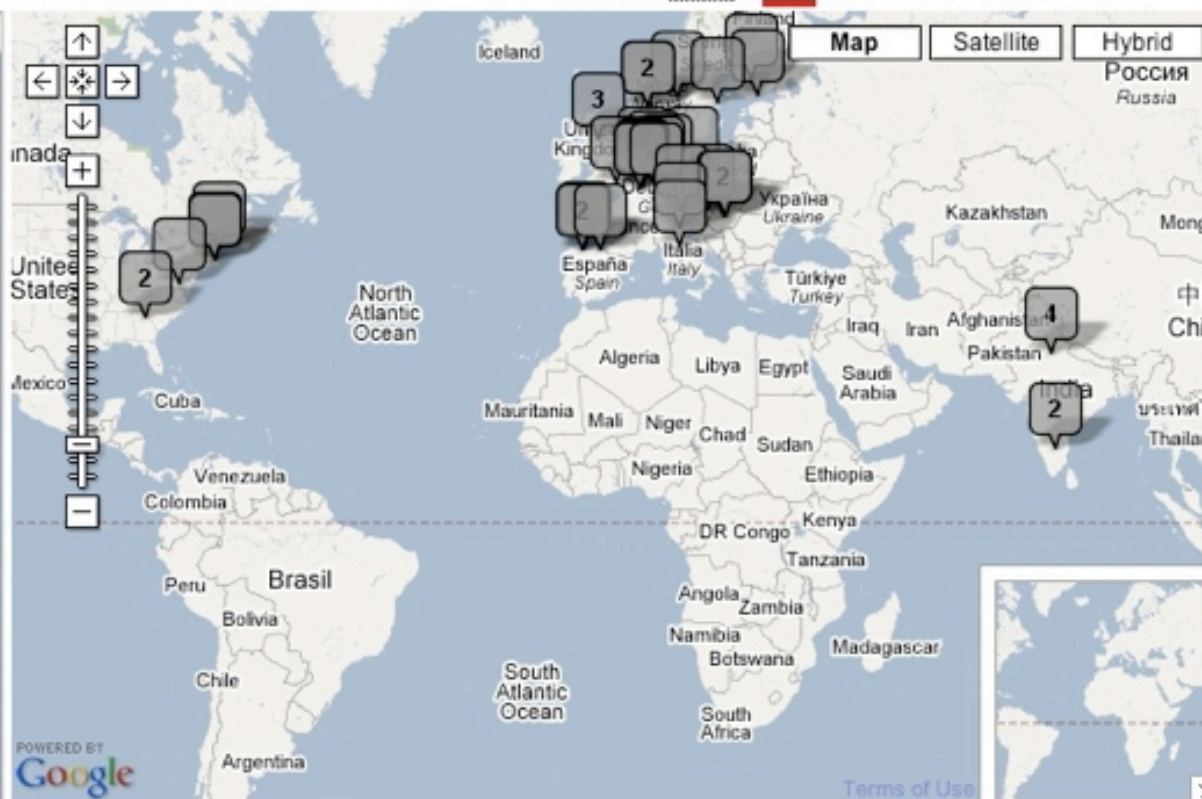 Iceland
Map
Satellite
Hybrid
Россия
Russia
2
3
2
Україна
Ukraine
Kazakhstan
2
United
States
2
España
Spain
Italia
Italy
Türkiye
Turkey
North
Atlantic
Ocean
4
Iraq
Iran
Afghanistan
Pakistan
中
Algeria
Libya
Egypt
Saudi
Arabia
India
2
Mexico
Cuba
Mauritania
Mali
Niger
Chad
Sudan
Nigeria
Ethiopia
Venezuela
Colombia
DR Congo
Kenya
Tanzania
Peru
Brasil
Bolivia
Angola
Zambia
Namibia
Botswana
Madagascar
Chile
South
Atlantic
Ocean
South
Africa
Argentina
POWERED BY
Google
Terms of Use